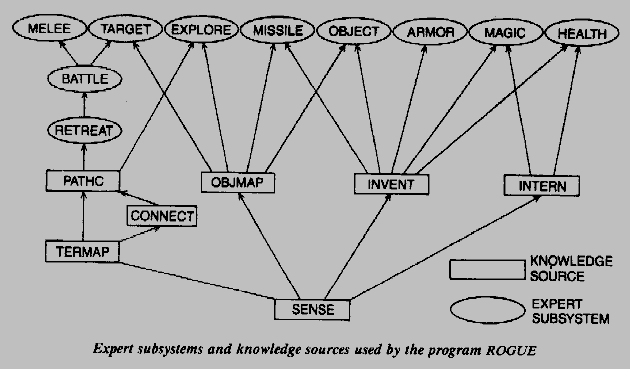 MELEE TARGET EXPLORE MISSILE OBJECT ARMOR MAGIC HEALTH
BATTLE
RETREAT
PATHC OBJMAP INVENT INTERN
CONNECT
TERMAP
KNOWLEDGE
SOURCE
SENSE
EXPERT
SUBSYSTEM
Expert subsystems and knowledge sources used by the program ROGUE